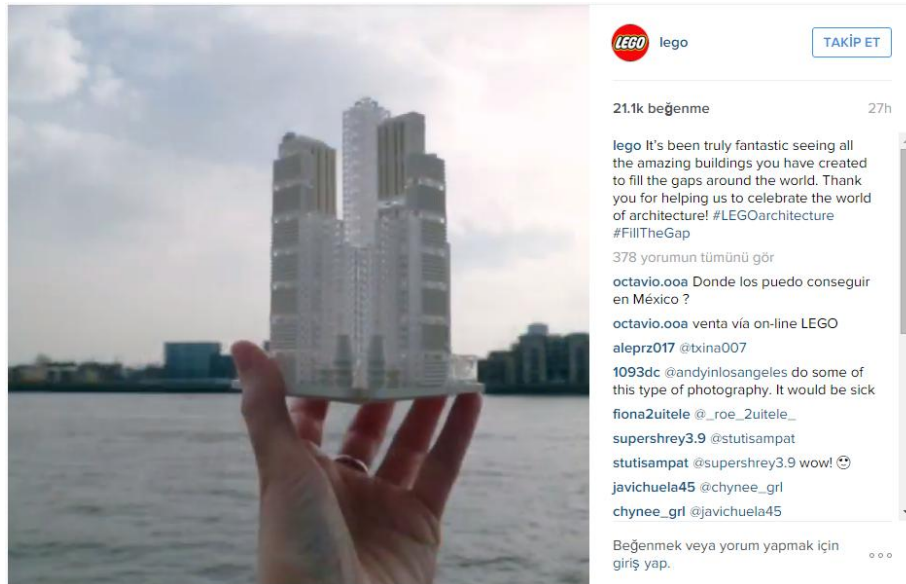 LEGO
lego
TAKİP ET
21.1k beğenme
27h
lego It's been truly fantastic seeing all
the amazing buildings you have created
to fill the gaps around the world. Thank
you for helping us to celebrate the world
of architecture! #LEGOarchitecture
#FillTheGap
378 yorumun tümünü gör
octavio.ooa Donde los puedo conseguir
en México ?
octavio.ooa venta vía on-line LEGO
aleprz017 @txina007
1093dc @andyinlosangeles do some of
this type of photography. It would be sick
fiona2uitele @_roe_2uitele_
supershrey3.9 @stutisampat
stutisampat @supershrey3.9 wow! 🙂
javichuela45 @chynee_grl
chynee_grl @javichuela45
Beğenmek veya yorum yapmak için
giriş yap.